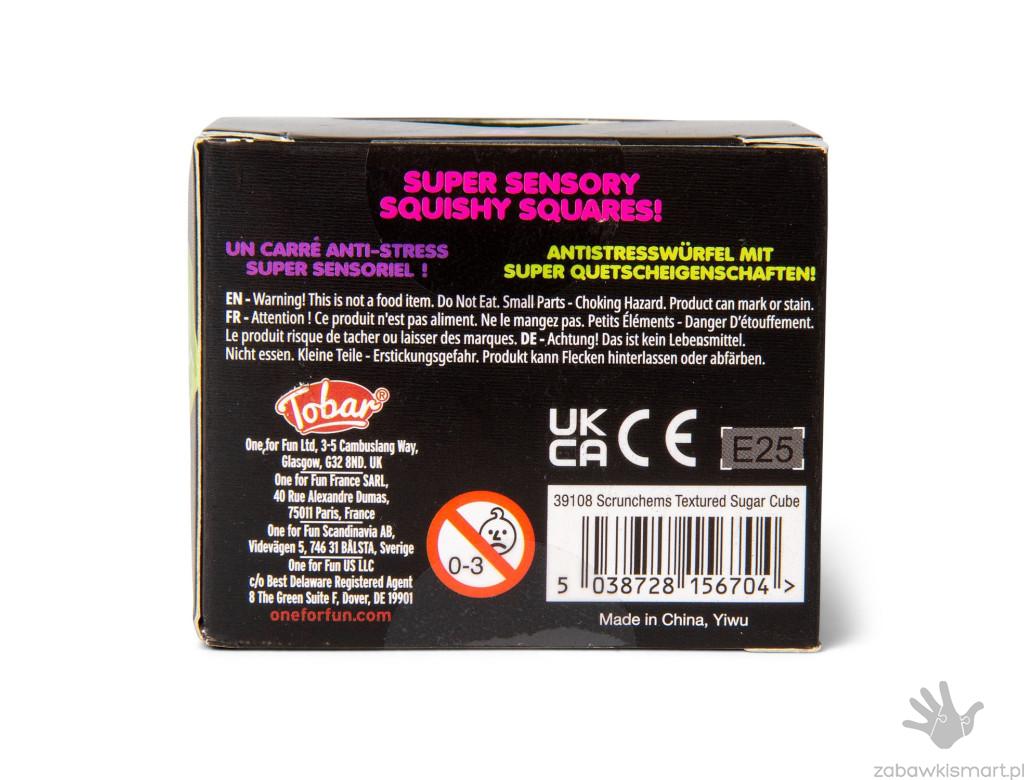 SUPER SENSORY
SQUISHY SQUARES!
UN CARRÉ ANTI-STRESS
SUPER SENSORIEL !
ANTISTRESSWÜRFEL MIT
SUPER QUETSCHEIGENSCHAFTEN!
EN - Warning! This is not a food item. Do Not Eat. Small Parts - Choking Hazard. Product can mark or stain.
FR - Attention ! Ce produit n'est pas aliment. Ne le mangez pas. Petits Éléments - Danger D'étouffement.
Le produit risque de tacher ou laisser des marques. DE - Achtung! Das ist kein Lebensmittel.
Nicht essen. Kleine Teile - Erstickungsgefahr. Produkt kann Flecken hinterlassen oder abfärben.
Tobar®
One for Fun Ltd, 3-5 Cambuslang Way,
Glasgow, G32 8ND. UK
One for Fun France SARL,
40 Rue Alexandre Dumas,
75011 Paris, France
One for Fun Scandinavia AB,
Videvägen 5, 746 31 BÅLSTA, Sverige
One for Fun US LLC
c/o Best Delaware Registered Agent
8 The Green Suite F, Dover, DE 19901
oneforfun.com
0-3
UK
CA
CE
E25
39108 Scrunchems Textured Sugar Cube
5 038728 156704 >
Made in China, Yiwu
zabawkismart.pl